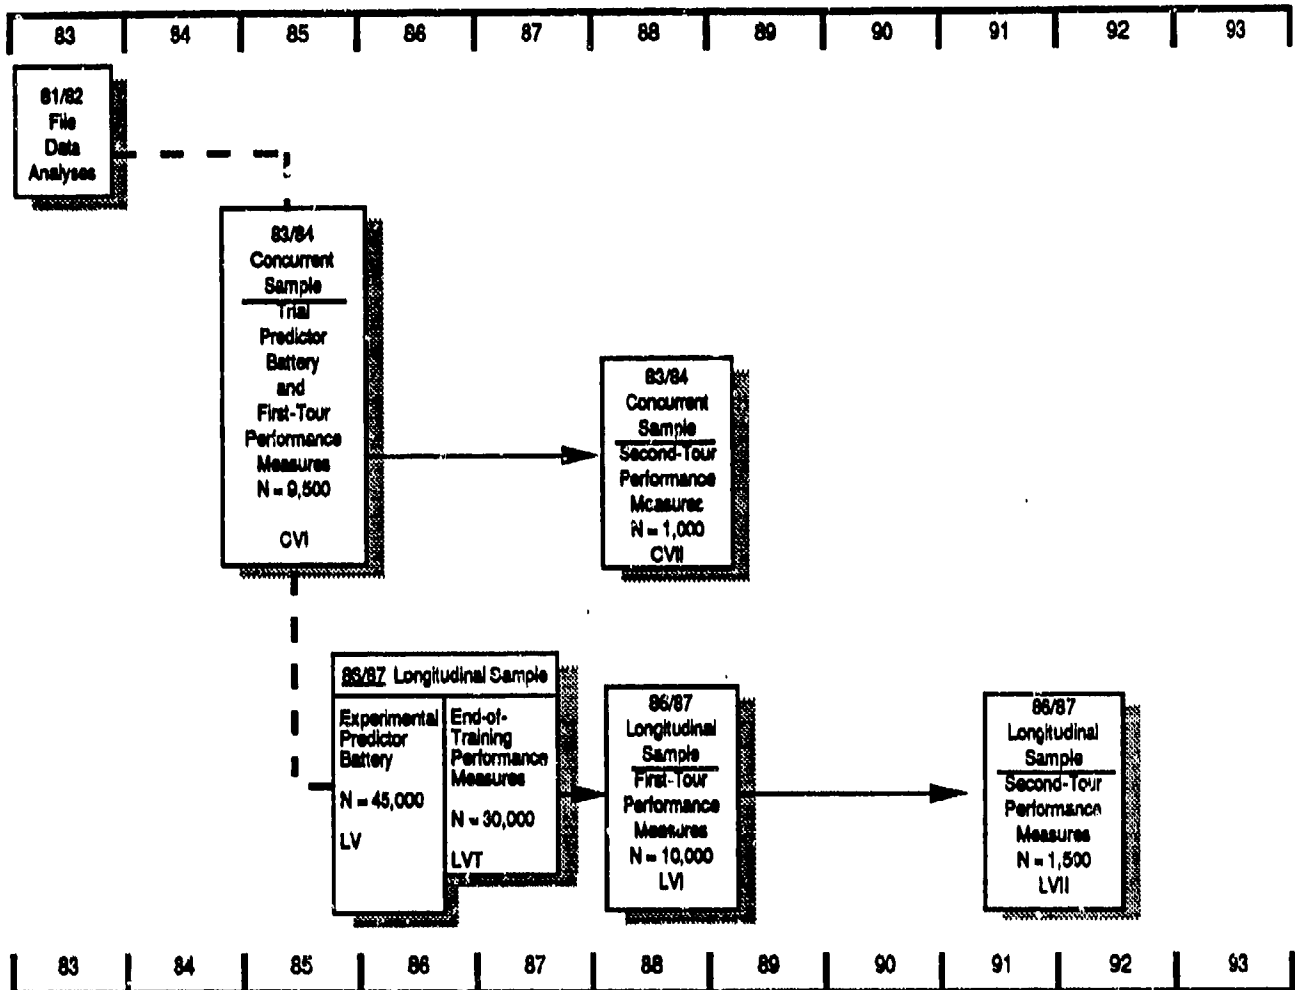 83 84 85 86 87 88 89 90 91 92 93
81/82
File
Data
Analyses
83/84
Concurrent
Sample
Trial
Predictor
Battery
and
First-Tour
Performance
Measures
N = 9,500
CVI
83/84
Concurrent
Sample
Second-Tour
Performance
Measures
N = 1,000
CVII
86/87 Longitudinal Sample
Experimental
Predictor
Battery
N = 45,000
LV
End-of-
Training
Performance
Measures
N = 30,000
LVT
86/87
Longitudinal
Sample
First-Tour
Performance
Measures
N = 10,000
LVI
86/87
Longitudinal
Sample
Second-Tour
Performance
Measures
N = 1,500
LVII
83 84 85 86 87 88 89 90 91 92 93